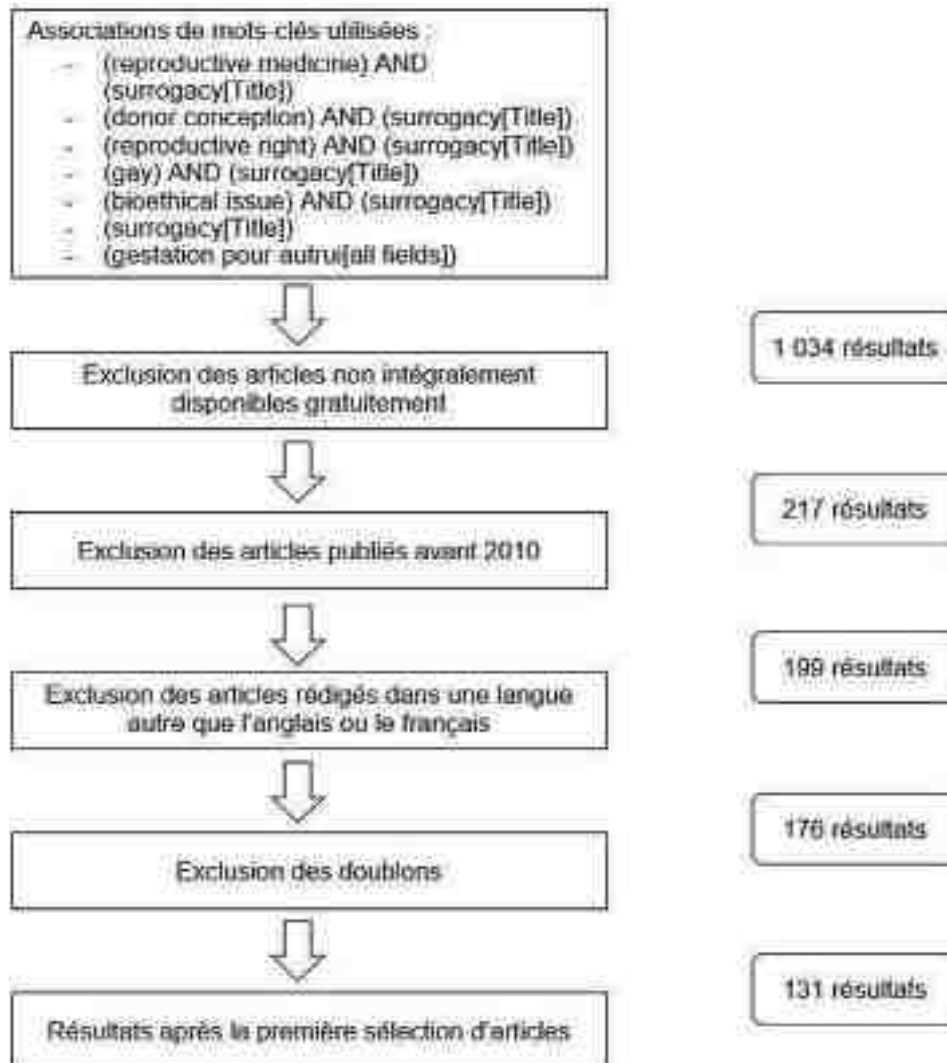 Associations de mots-clés utilisées :
- (reproductive medicine) AND
(surrogacy[Title])
- (donor conception) AND (surrogacy[Title])
- (reproductive right) AND (surrogacy[Title])
- (gay) AND (surrogacy[Title])
- (bioethical issue) AND (surrogacy[Title])
- (surrogacy[Title])
- (gestation pour autrui[all fields])
1 034 résultats
Exclusion des articles non intégralement
disponibles gratuitement
217 résultats
Exclusion des articles publiés avant 2010
199 résultats
Exclusion des articles rédigés dans une langue
autre que l'anglais ou le français
176 résultats
Exclusion des doublons
131 résultats
Résultats après la première sélection d'articles